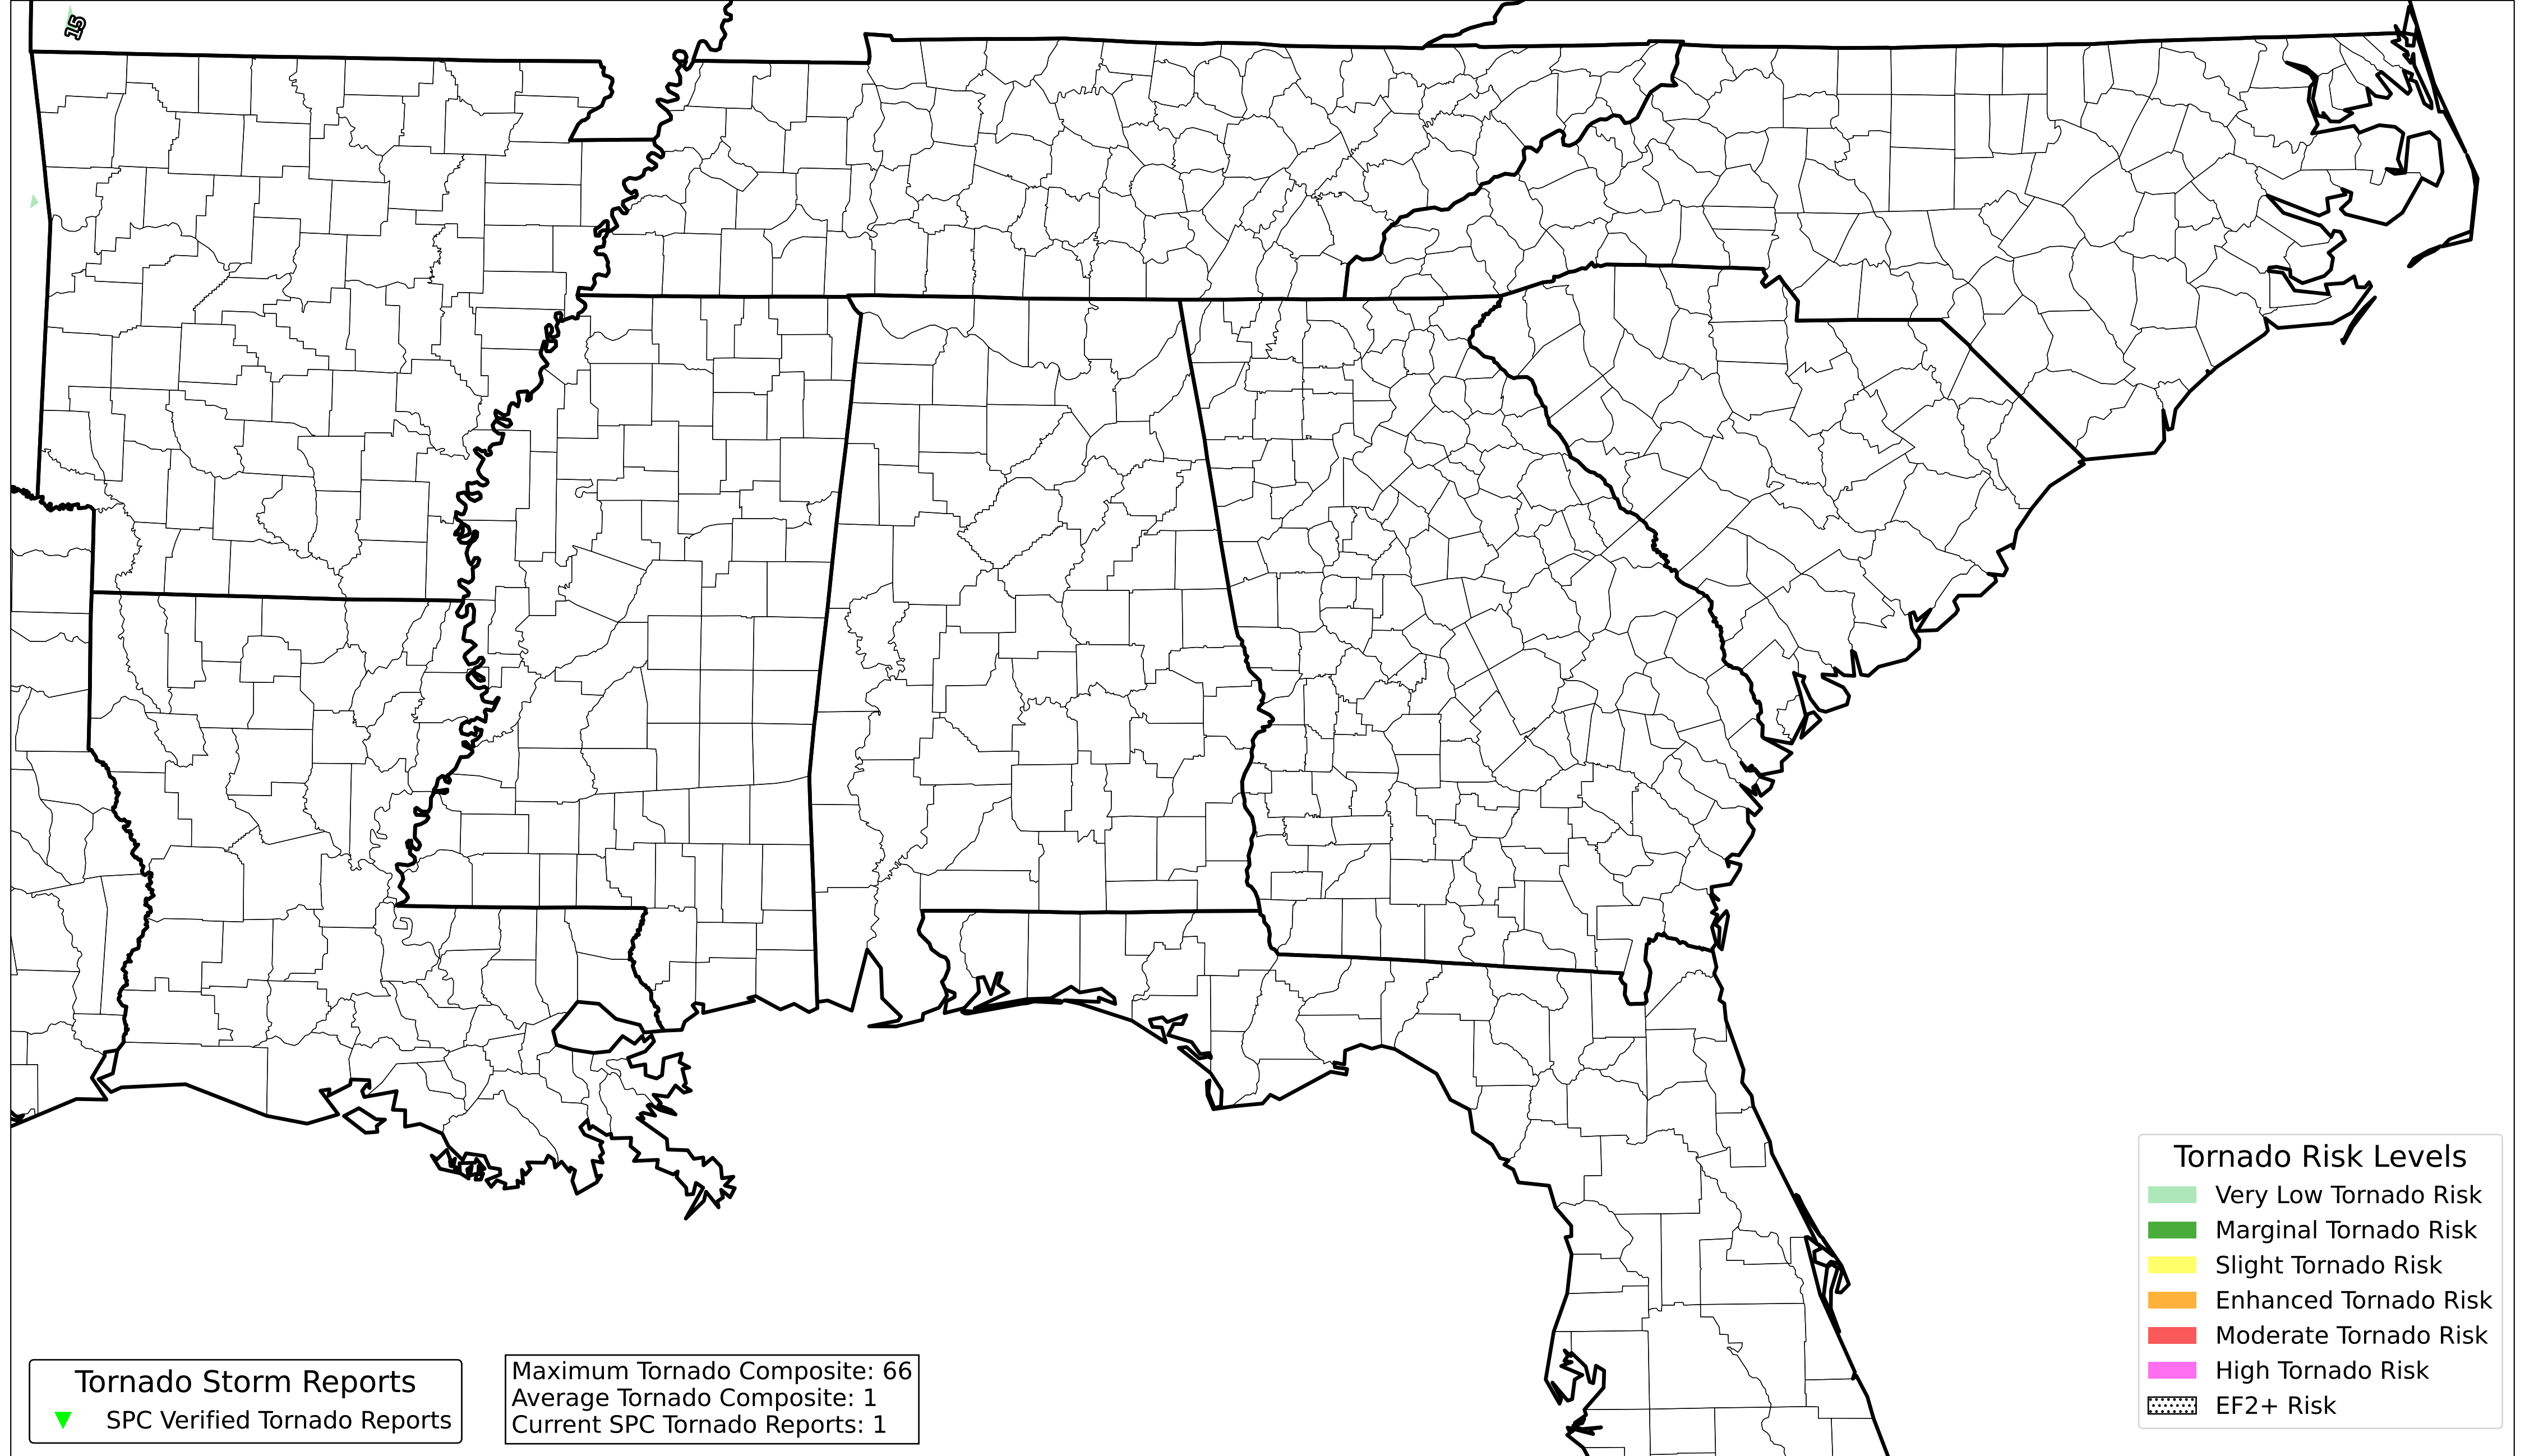 15
Tornado Risk Levels
Very Low Tornado Risk
Marginal Tornado Risk
Slight Tornado Risk
Enhanced Tornado Risk
Moderate Tornado Risk
High Tornado Risk
EF2+ Risk
Tornado Storm Reports
SPC Verified Tornado Reports
Maximum Tornado Composite: 66
Average Tornado Composite: 1
Current SPC Tornado Reports: 1